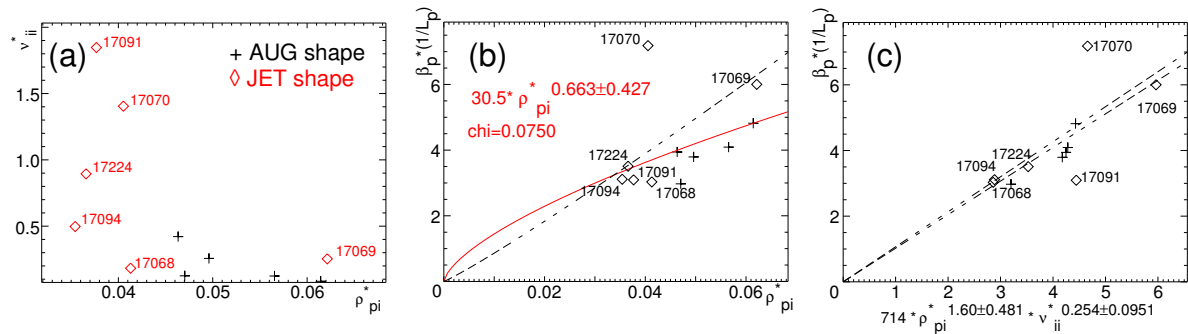 (a)
ν*ii
1.5
1.0
0.5
0.04 0.05 0.06
ρ*pi
+ AUG shape
◇ JET shape
17091
17070
17224
17094
17068
17069
(b)
βp*(1/Lp)
6
4
2
0
0.00 0.02 0.04 0.06
ρ*pi
30.5* ρ*pi 0.663±0.427
chi=0.0750
17070
17069
17224
17091
17094
17068
(c)
βp*(1/Lp)
6
4
2
0
0 1 2 3 4 5 6
714 * ρ*pi 1.60±0.481 * ν*ii 0.254±0.0951
17070
17069
17224
17094
17091
17068